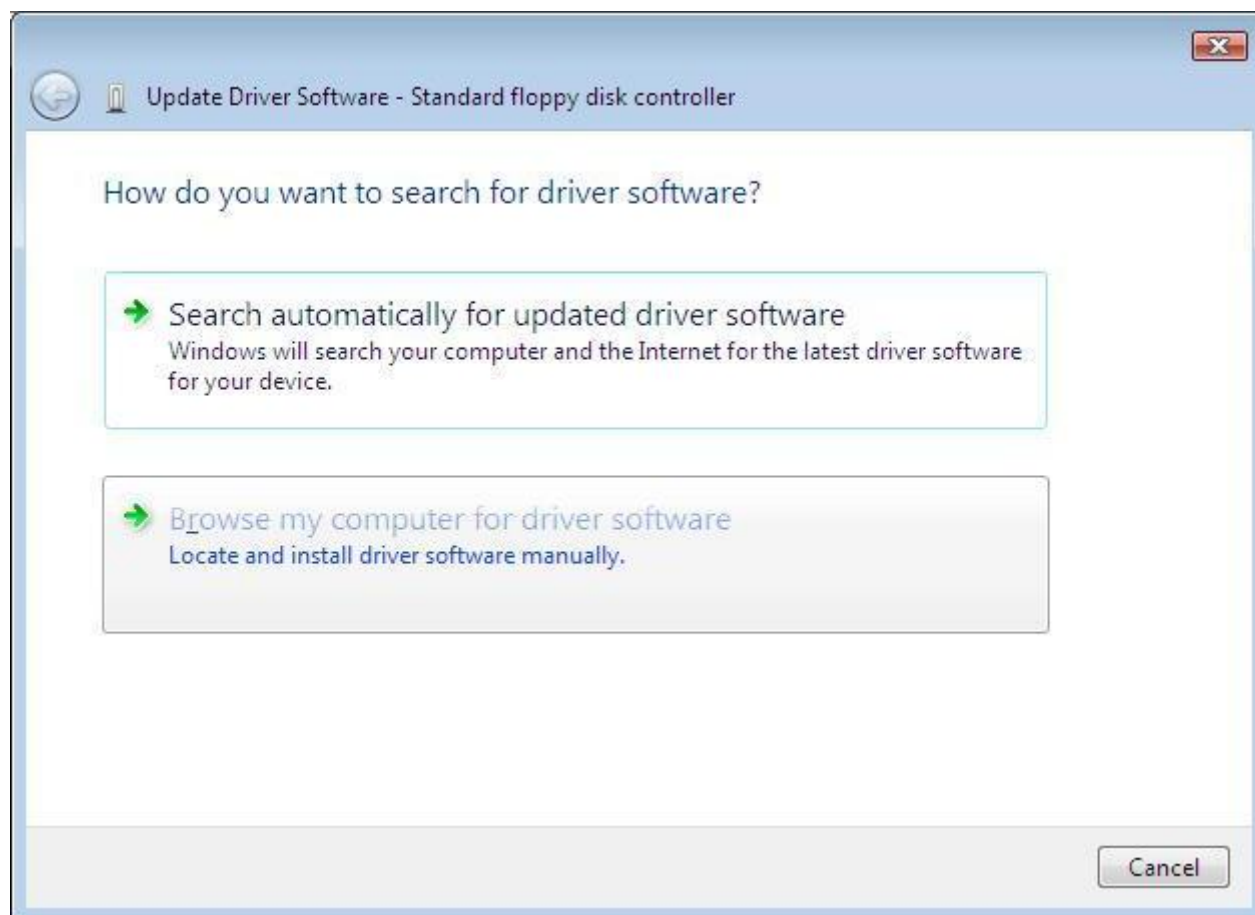 Update Driver Software - Standard floppy disk controller
How do you want to search for driver software?
Search automatically for updated driver software
Windows will search your computer and the Internet for the latest driver software
for your device.
Browse my computer for driver software
Locate and install driver software manually.
Cancel